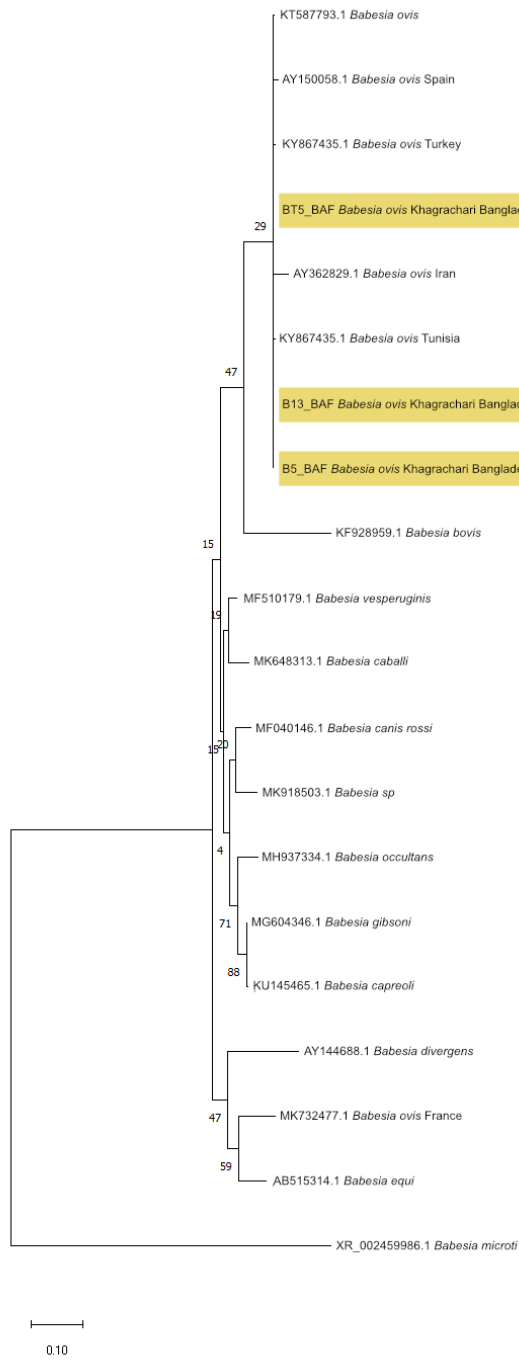 KT587793.1 Babesia ovis
AY150058.1 Babesia ovis Spain
KY867435.1 Babesia ovis Turkey
BT5_BAF Babesia ovis Khagrachari
29
AY362829.1 Babesia ovis Iran
KY867435.1 Babesia ovis Tunisia
47
B13_BAF Babesia ovis Khagrachari
B5_BAF Babesia ovis Khagrachari
KF928959.1 Babesia bovis
15
MF510179.1 Babesia vesperuginis
19
MK648313.1 Babesia caballi
MF040146.1 Babesia canis rossi
15
20
MK918503.1 Babesia sp
4
MH937334.1 Babesia occultans
71
MG604346.1 Babesia gibsoni
88
KU145465.1 Babesia capreoli
AY144688.1 Babesia divergens
47
MK732477.1 Babesia ovis France
59
AB515314.1 Babesia equi
XR_002459986.1 Babesia microti
0.10